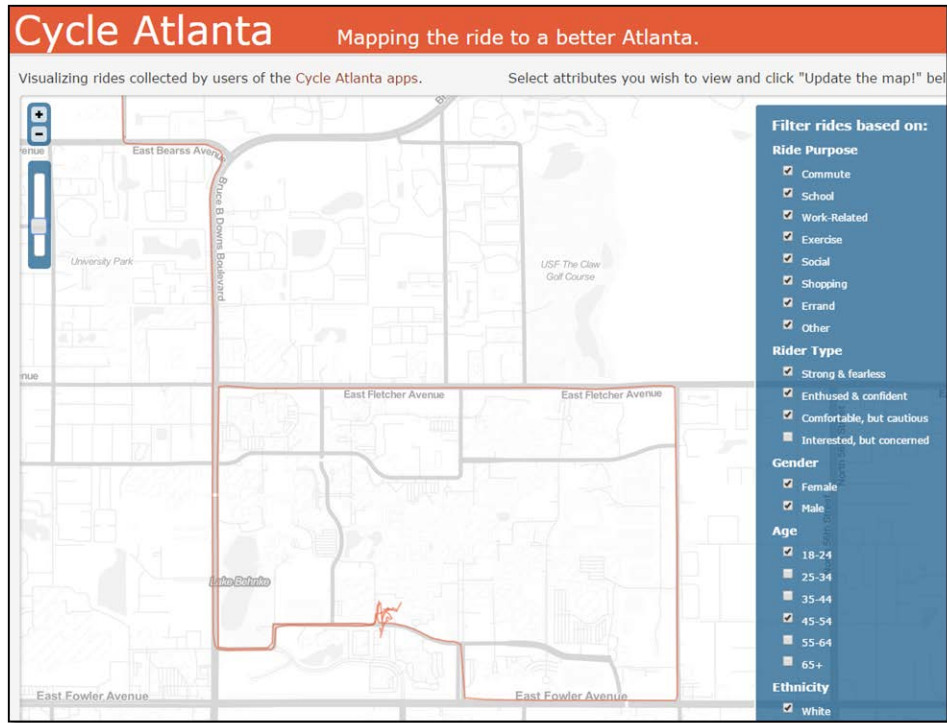 Cycle Atlanta
Mapping the ride to a better Atlanta.
Visualizing rides collected by users of the Cycle Atlanta apps.
Select attributes you wish to view and click "Update the map!" bel
+
-
enue
East Bearss Avenue
Bruce B Downs Boulevard
University Park
USF The Claw
Golf Course
nue
East Fletcher Avenue
East Fletcher Avenue
Lake Behnke
East Fowler Avenue
East Fowler Avenue
Filter rides based on:
Ride Purpose
Commute
School
Work-Related
Exercise
Social
Shopping
Errand
Other
Rider Type
Strong & fearless
Enthused & confident
Comfortable, but cautious
Interested, but concerned
Gender
Female
Male
Age
18-24
25-34
35-44
45-54
55-64
65+
Ethnicity
White